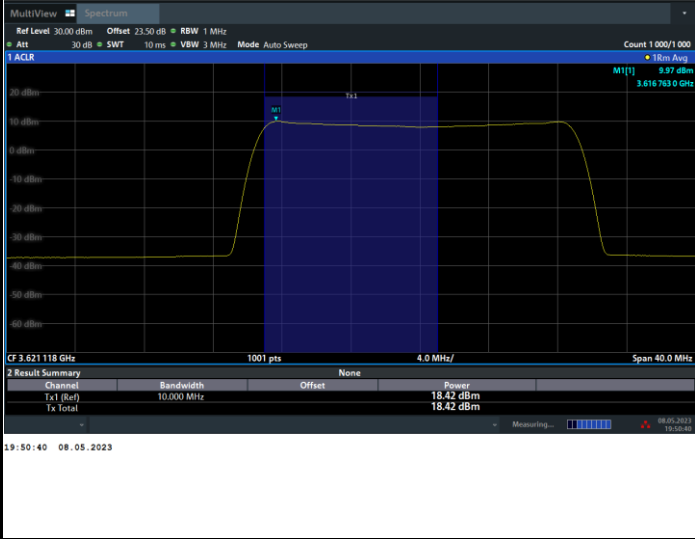 MultiView Spectrum
Ref Level 30.00 dBm Offset 23.50 dB RBW 1 MHz
Att 30 dB SWT 10 ms VBW 3 MHz Mode Auto Sweep Count 1 000/1 000
1 ACLR 1Rm Avg
M1[1] 9.97 dBm
3.616 763 0 GHz
20 dBm
Tx1
M1
10 dBm
0 dBm
-10 dBm
-20 dBm
-30 dBm
-40 dBm
-50 dBm
-60 dBm
CF 3.621 118 GHz 1001 pts 4.0 MHz/ Span 40.0 MHz
2 Result Summary None
Channel Bandwidth Offset Power
Tx1 (Ref) 10.000 MHz 18.42 dBm
Tx Total 18.42 dBm
Measuring... 08.05.2023
19:50:40
19:50:40 08.05.2023